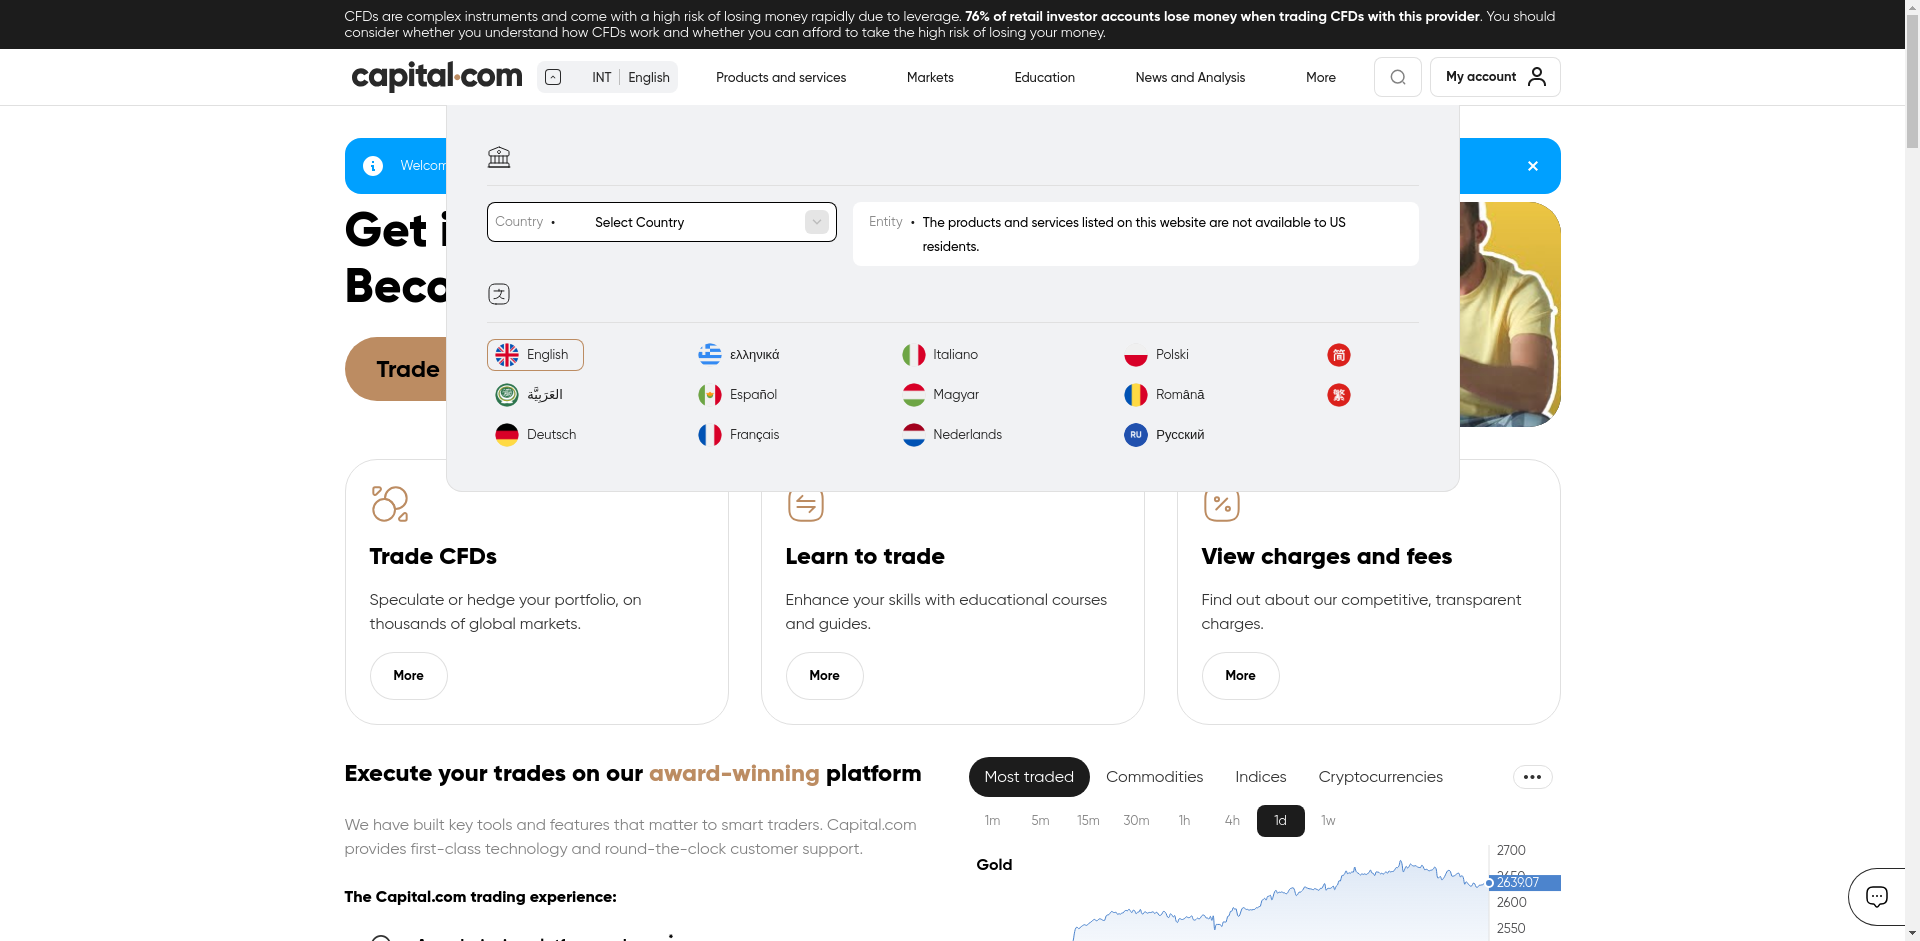 CFDs are complex instruments and come with a high risk of losing money rapidly due to leverage. 76% of retail investor accounts lose money when trading CFDs with this provider. You should
consider whether you understand how CFDs work and whether you can afford to take the high risk of losing your money.
capital.com
INT English
Products and services
Markets
Education
News and Analysis
More
My account
Get
Beco
Trade
Country •
Select Country
Entity • The products and services listed on this website are not available to US
residents.
English
ελληνικά
Italiano
Polski
简
العَرَبِيَّة
Español
Magyar
Română
繁
Deutsch
Français
Nederlands
RU Русский
Trade CFDs
Speculate or hedge your portfolio, on
thousands of global markets.
More
Learn to trade
Enhance your skills with educational courses
and guides.
More
View charges and fees
Find out about our competitive, transparent
charges.
More
Execute your trades on our award-winning platform
We have built key tools and features that matter to smart traders. Capital.com
provides first-class technology and round-the-clock customer support.
The Capital.com trading experience:
Most traded
Commodities
Indices
Cryptocurrencies
1m 5m 15m 30m 1h 4h 1d 1w
Gold
2700
2639.07
2600
2550